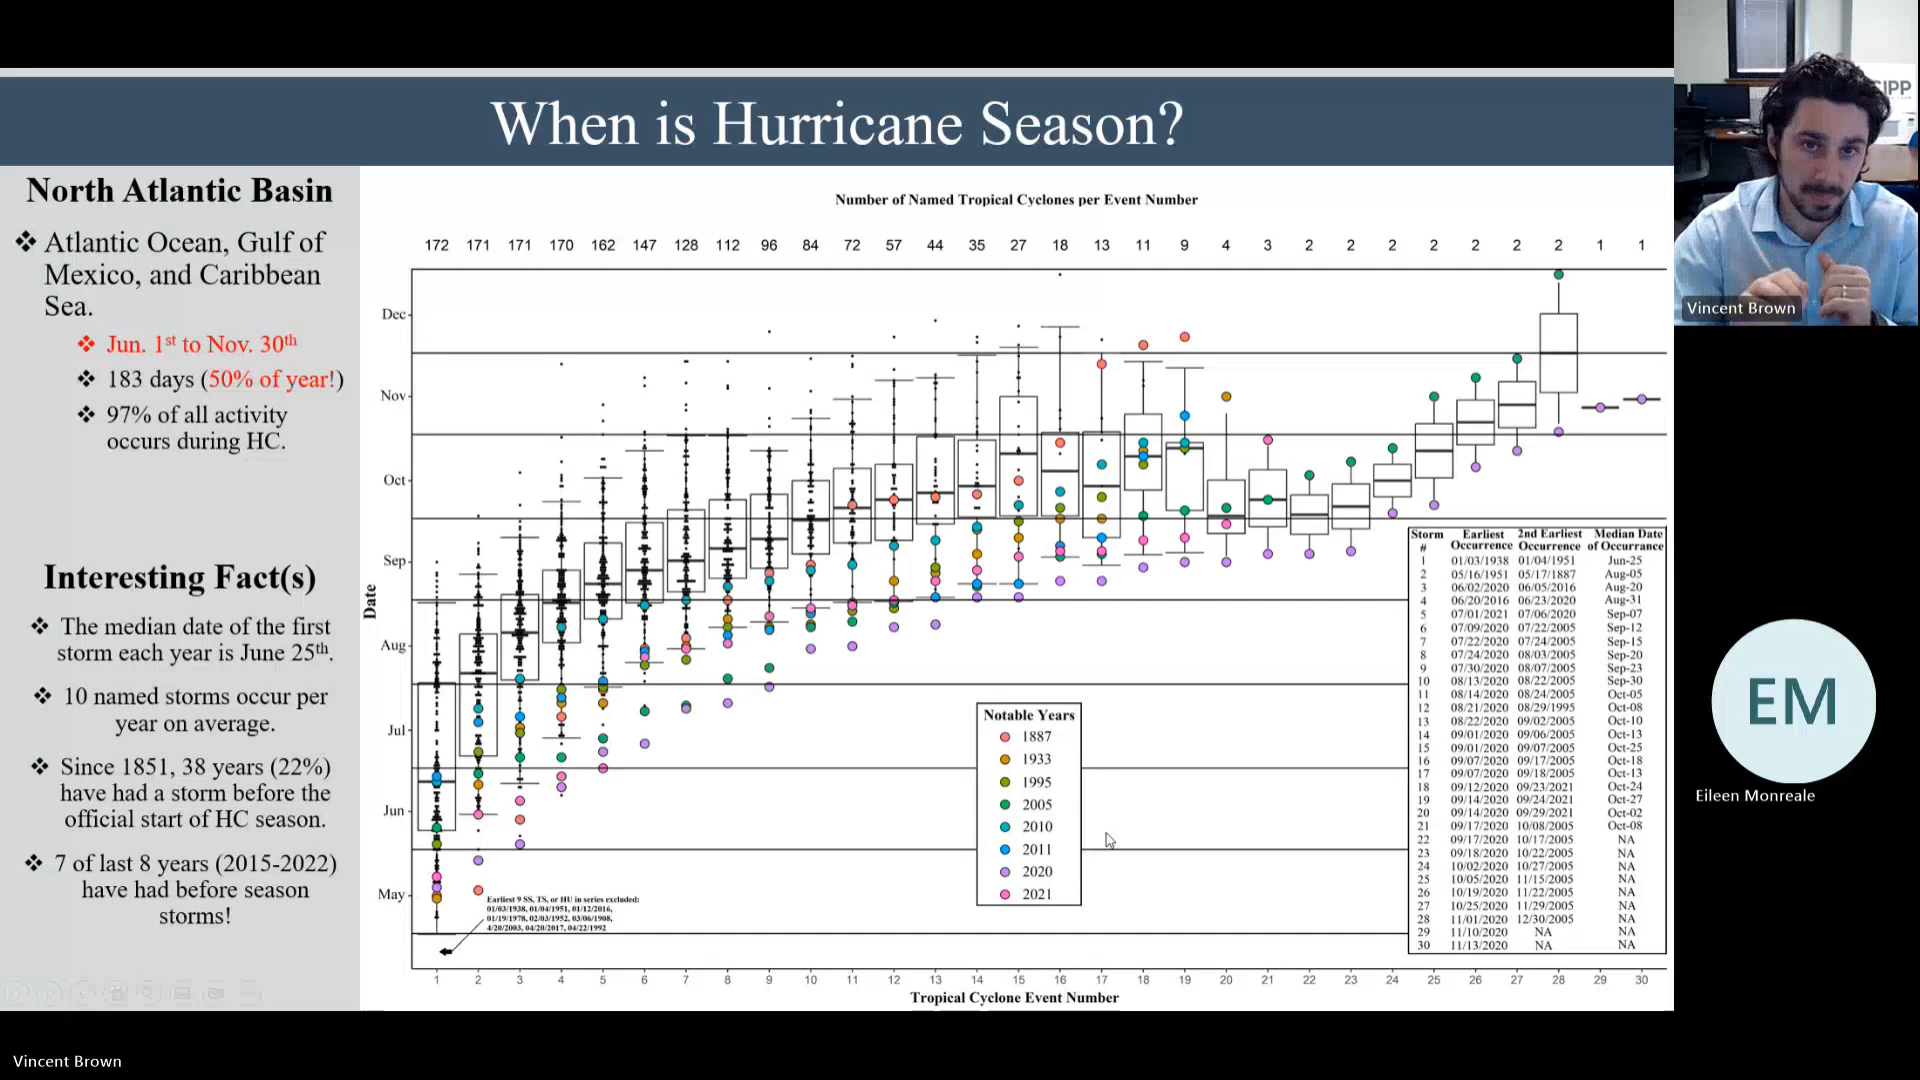 When is Hurricane Season?
North Atlantic Basin
❖ Atlantic Ocean, Gulf of
Mexico, and Caribbean
Sea.
❖ Jun. 1st to Nov. 30th
❖ 183 days (50% of year!)
❖ 97% of all activity
occurs during HC.
Interesting Fact(s)
❖ The median date of the first
storm each year is June 25th.
❖ 10 named storms occur per
year on average.
❖ Since 1851, 38 years (22%)
have had a storm before the
official start of HC season.
❖ 7 of last 8 years (2015-2022)
have had before season
storms!
Number of Named Tropical Cyclones per Event Number
172 171 171 170 162 147 128 112 96 84 72 57 44 35 27 18 13 11 9 4 3 2 2 2 2 2 2 2 1 1
Dec
Nov
Oct
Sep
Aug
Jul
Jun
May
Date
Notable Years
1887
1933
1995
2005
2010
2011
2020
2021
Earliest 9 SS, TS, or HU in series excluded:
01/03/1938, 01/04/1951, 01/12/2016,
01/19/1978, 02/03/1952, 03/06/1908,
4/20/2003, 04/20/2017, 04/22/1992
Storm Earliest 2nd Earliest Median Date
# Occurrence Occurrence of Occurrance
1 01/03/1938 01/04/1951 Jun-25
2 05/16/1951 05/17/1887 Aug-05
3 06/02/2020 06/05/2016 Aug-20
4 06/20/2016 06/23/2020 Aug-31
5 07/01/2021 07/06/2020 Sep-07
6 07/09/2020 07/22/2005 Sep-12
7 07/22/2020 07/24/2005 Sep-15
8 07/24/2020 08/03/2005 Sep-20
9 07/30/2020 08/07/2005 Sep-23
10 08/13/2020 08/22/2005 Sep-30
11 08/14/2020 08/24/2005 Oct-05
12 08/21/2020 08/29/1995 Oct-08
13 08/22/2020 09/02/2005 Oct-10
14 09/01/2020 09/06/2005 Oct-13
15 09/01/2020 09/07/2005 Oct-25
16 09/07/2020 09/17/2005 Oct-18
17 09/07/2020 09/18/2005 Oct-13
18 09/12/2020 09/23/2021 Oct-24
19 09/14/2020 09/24/2021 Oct-27
20 09/14/2020 09/29/2021 Oct-02
21 09/17/2020 10/08/2005 Oct-08
22 09/17/2020 10/17/2005 NA
23 09/18/2020 10/22/2005 NA
24 10/02/2020 10/27/2005 NA
25 10/05/2020 11/15/2005 NA
26 10/19/2020 11/22/2005 NA
27 10/25/2020 11/29/2005 NA
28 11/01/2020 12/30/2005 NA
29 11/10/2020 NA NA
30 11/13/2020 NA NA
1 2 3 4 5 6 7 8 9 10 11 12 13 14 15 16 17 18 19 20 21 22 23 24 25 26 27 28 29 30
Tropical Cyclone Event Number
Vincent Brown
EM
Eileen Monreale
Vincent Brown